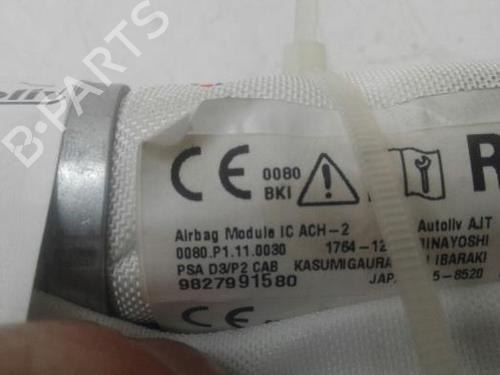 B-PARTS
CE 0080
BKI
R
Airbag Module IC ACH-2 Autoliv AJT
0080.P1.11.0030 1764-12 MINAYOSHI
PSA D3/P2 CAB KASUMIGAURA IBARAKI
9827991580 5-8520
CE